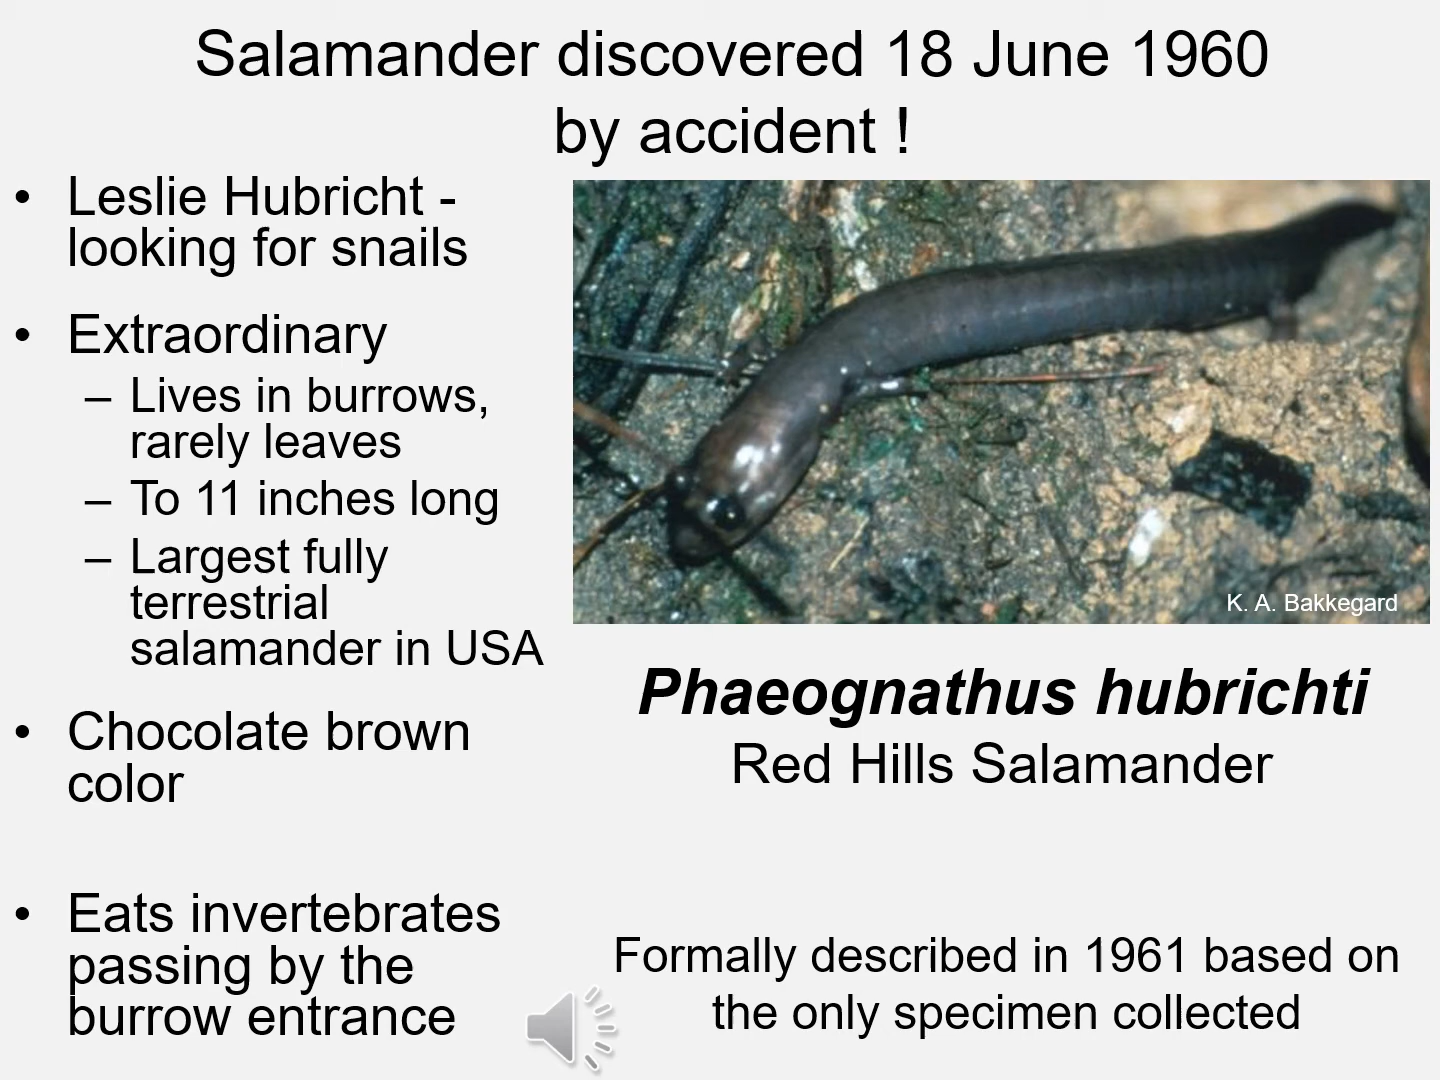 Salamander discovered 18 June 1960
by accident !
• Leslie Hubricht -
looking for snails
• Extraordinary
– Lives in burrows,
rarely leaves
– To 11 inches long
– Largest fully
terrestrial
salamander in USA
• Chocolate brown
color
• Eats invertebrates
passing by the
burrow entrance
K. A. Bakkegard
Phaeognathus hubrichti
Red Hills Salamander
Formally described in 1961 based on
the only specimen collected